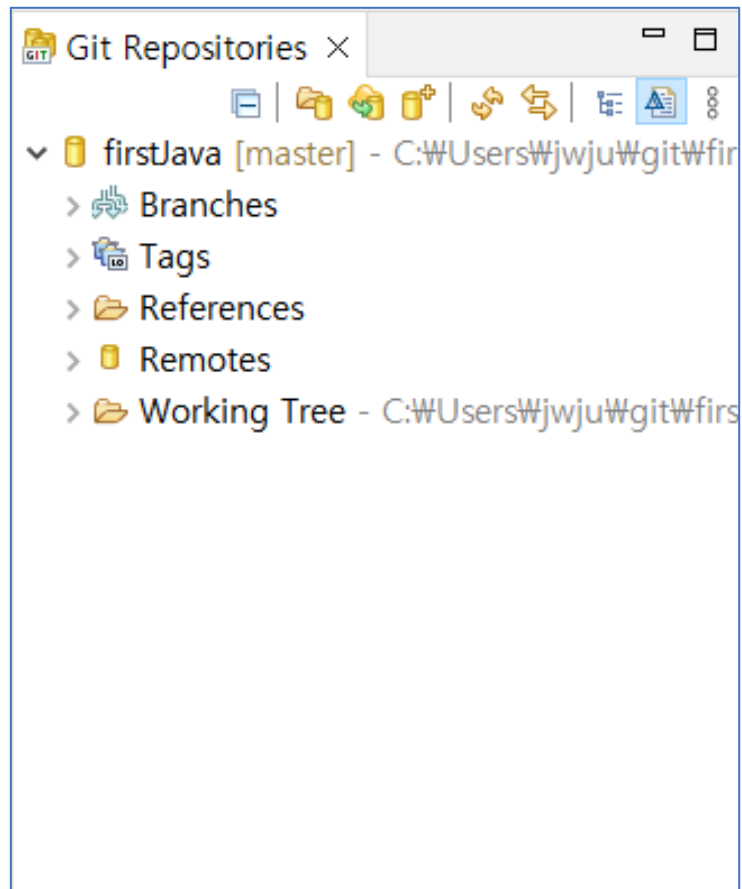 Git Repositories
firstJava [master] - C:₩Users₩jwju₩git₩fir
Branches
Tags
References
Remotes
Working Tree - C:₩Users₩jwju₩git₩firs